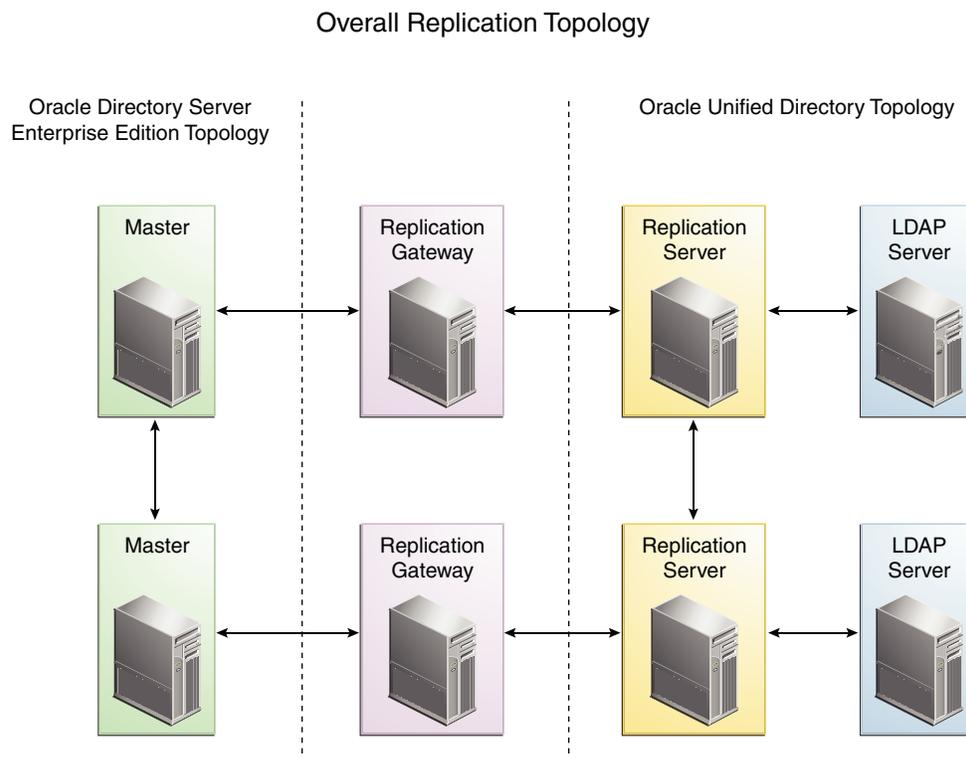 Overall Replication Topology
Oracle Directory Server
Enterprise Edition Topology
Oracle Unified Directory Topology
Master
Replication
Gateway
Replication
Server
LDAP
Server
Master
Replication
Gateway
Replication
Server
LDAP
Server